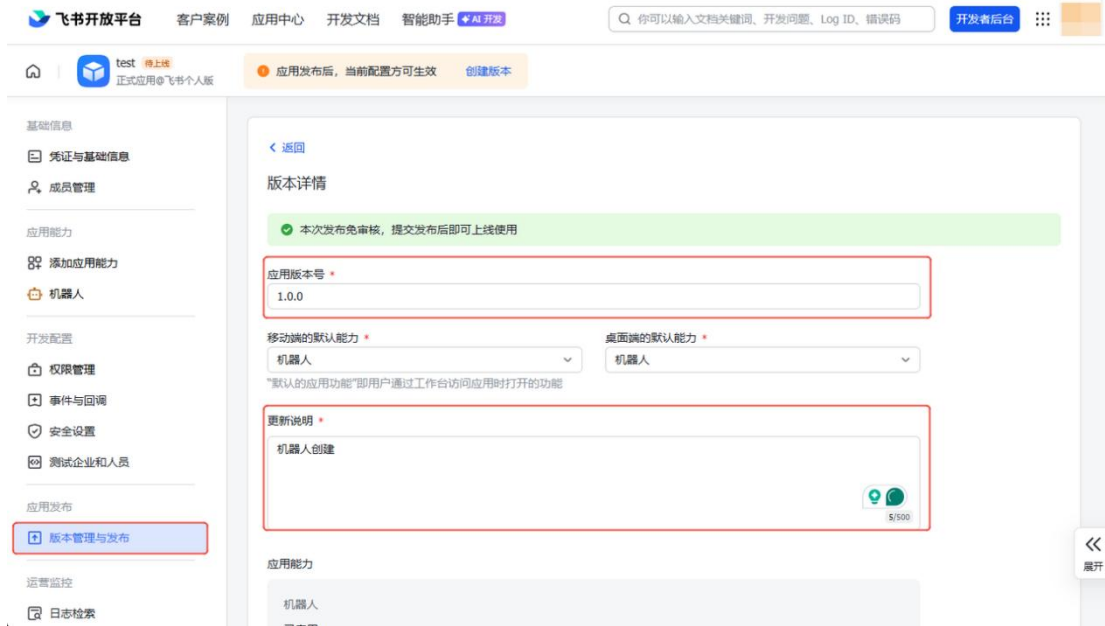 飞书开放平台 客户案例 应用中心 开发文档 智能助手 AI 开发 你可以输入文档关键词、开发问题、Log ID、错误码 开发者后台
test 待上线
正式应用@飞书个人版
应用发布后，当前配置方可生效 创建版本
基础信息
凭证与基础信息
成员管理
应用能力
添加应用能力
机器人
开发配置
权限管理
事件与回调
安全设置
测试企业和人员
应用发布
版本管理与发布
运营监控
日志检索
返回
版本详情
本次发布免审核，提交发布后即可上线使用
应用版本号 *
1.0.0
移动端的默认能力 * 桌面端的默认能力 *
机器人 机器人
"默认的应用功能"即用户通过工作台访问应用时打开的功能
更新说明 *
机器人创建
5/500
应用能力
机器人
展开